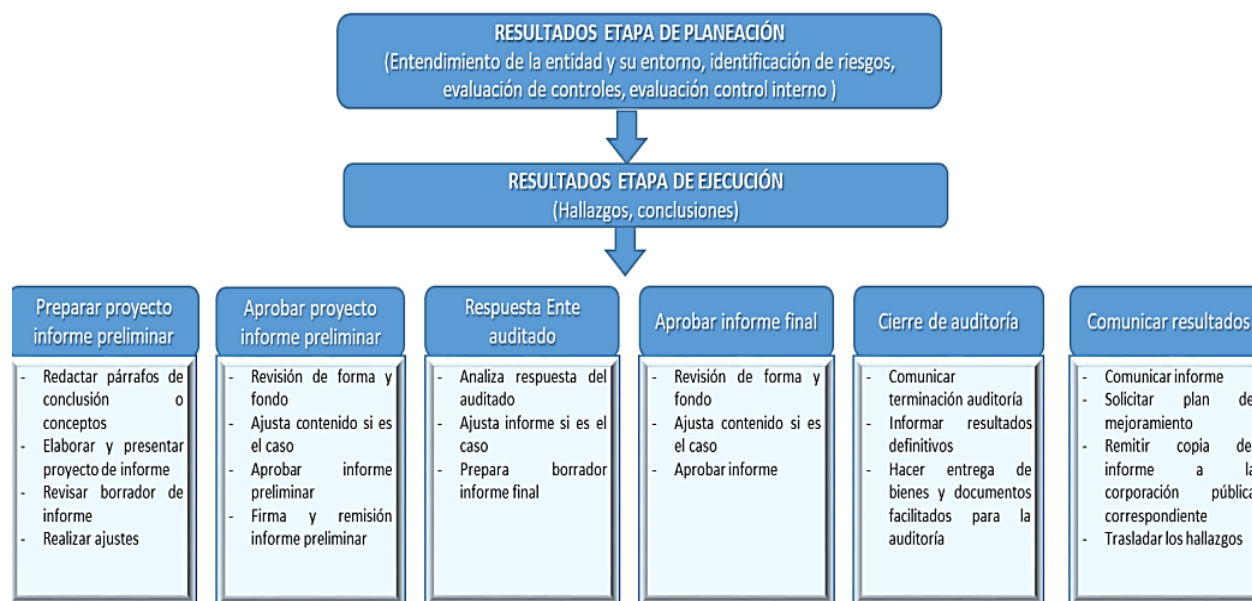 RESULTADOS ETAPA DE PLANEACIÓN
(Entendimiento de la entidad y su entorno, identificación de riesgos,
evaluación de controles, evaluación control interno )
RESULTADOS ETAPA DE EJECUCIÓN
(Hallazgos, conclusiones)
Preparar proyecto
informe preliminar
- Redactar párrafos de
conclusión o
conceptos
- Elaborar y presentar
proyecto de informe
- Revisar borrador de
informe
- Realizar ajustes
Aprobar proyecto
informe preliminar
- Revisión de forma y
fondo
- Ajusta contenido si es
el caso
- Aprobar informe
preliminar
- Firma y remisión
informe preliminar
Respuesta Ente
auditado
- Analiza respuesta del
auditado
- Ajusta informe si es el
caso
- Prepara borrador
informe final
Aprobar informe final
- Revisión de forma y
fondo
- Ajusta contenido si es
el caso
- Aprobar informe
Cierre de auditoría
- Comunicar
terminación auditoría
- Informar resultados
definitivos
- Hacer entrega de
bienes y documentos
facilitados para la
auditoría
Comunicar resultados
- Comunicar informe
- Solicitar plan de
mejoramiento
- Remitir copia de
informe a la
corporación pública
correspondiente
- Trasladar los hallazgos